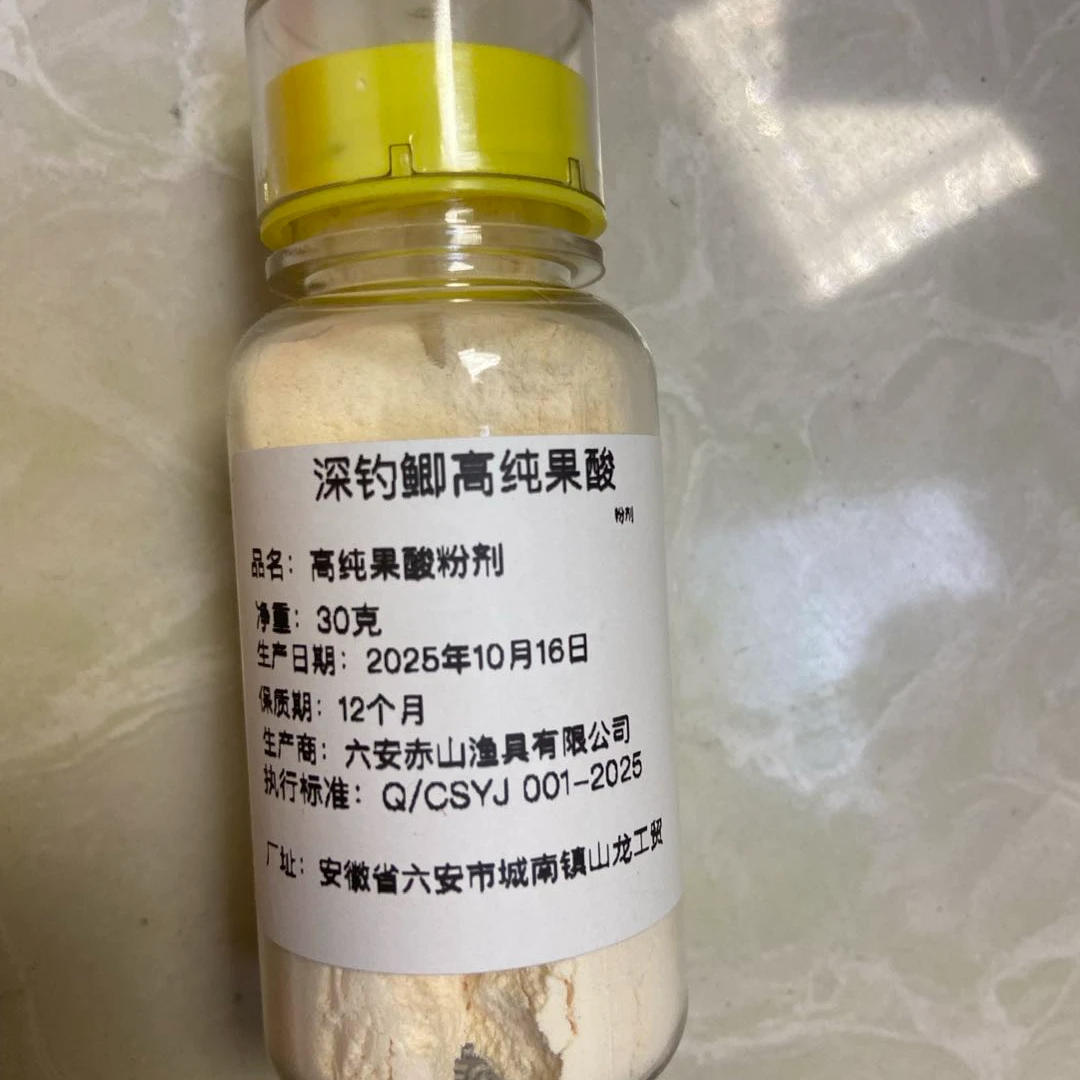 深钓鲫高纯果酸
粉剂
品名：高纯果酸粉剂
净重：30克
生产日期：2025年10月16日
保质期：12个月
生产商：六安赤山渔具有限公司
执行标准：Q/CSYJ 001-2025
厂址：安徽省六安市城南镇山龙工贸